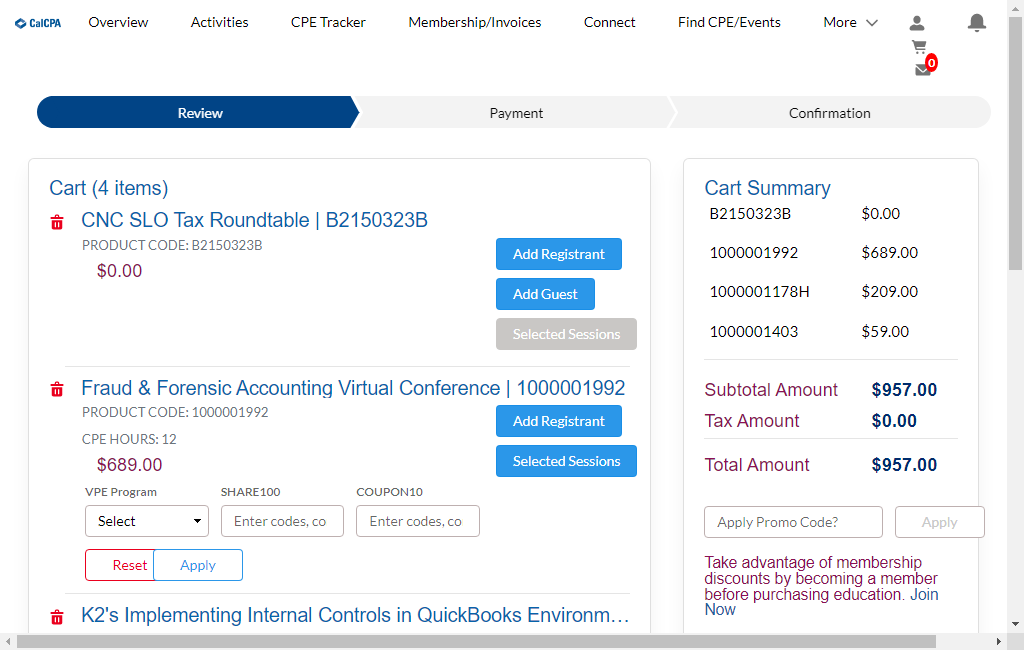 CalCPA Overview Activities CPE Tracker Membership/Invoices Connect Find CPE/Events More
0
Review Payment Confirmation
Cart (4 items)
CNC SLO Tax Roundtable | B2150323B
PRODUCT CODE: B2150323B
$0.00
Add Registrant
Add Guest
Selected Sessions
Fraud & Forensic Accounting Virtual Conference | 1000001992
PRODUCT CODE: 1000001992
CPE HOURS: 12
$689.00
Add Registrant
Selected Sessions
VPE Program SHARE100 COUPON10
Select Enter codes, co Enter codes, co
Reset Apply
K2's Implementing Internal Controls in QuickBooks Environm…
Cart Summary
B2150323B $0.00
1000001992 $689.00
1000001178H $209.00
1000001403 $59.00
Subtotal Amount $957.00
Tax Amount $0.00
Total Amount $957.00
Apply Promo Code? Apply
Take advantage of membership
discounts by becoming a member
before purchasing education. Join
Now